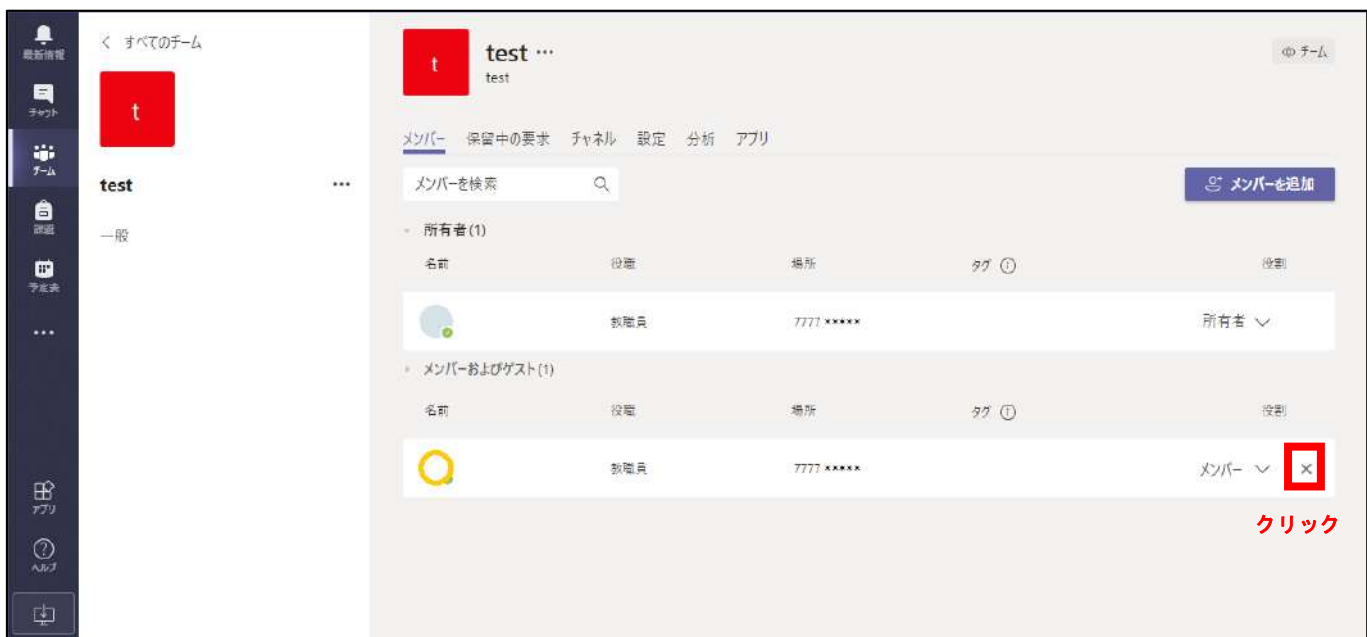 最新情報
チャット
チーム
課題
予定表
...
アプリ
ヘルプ
< すべてのチーム
t
test ...
一般
t
test ...
test
チーム
メンバー 保留中の要求 チャネル 設定 分析 アプリ
メンバーを検索
メンバーを追加
所有者(1)
名前 役職 場所 タグ 役割
教職員 7777 ***** 所有者
メンバーおよびゲスト(1)
名前 役職 場所 タグ 役割
教職員 7777 ***** メンバー ×
クリック